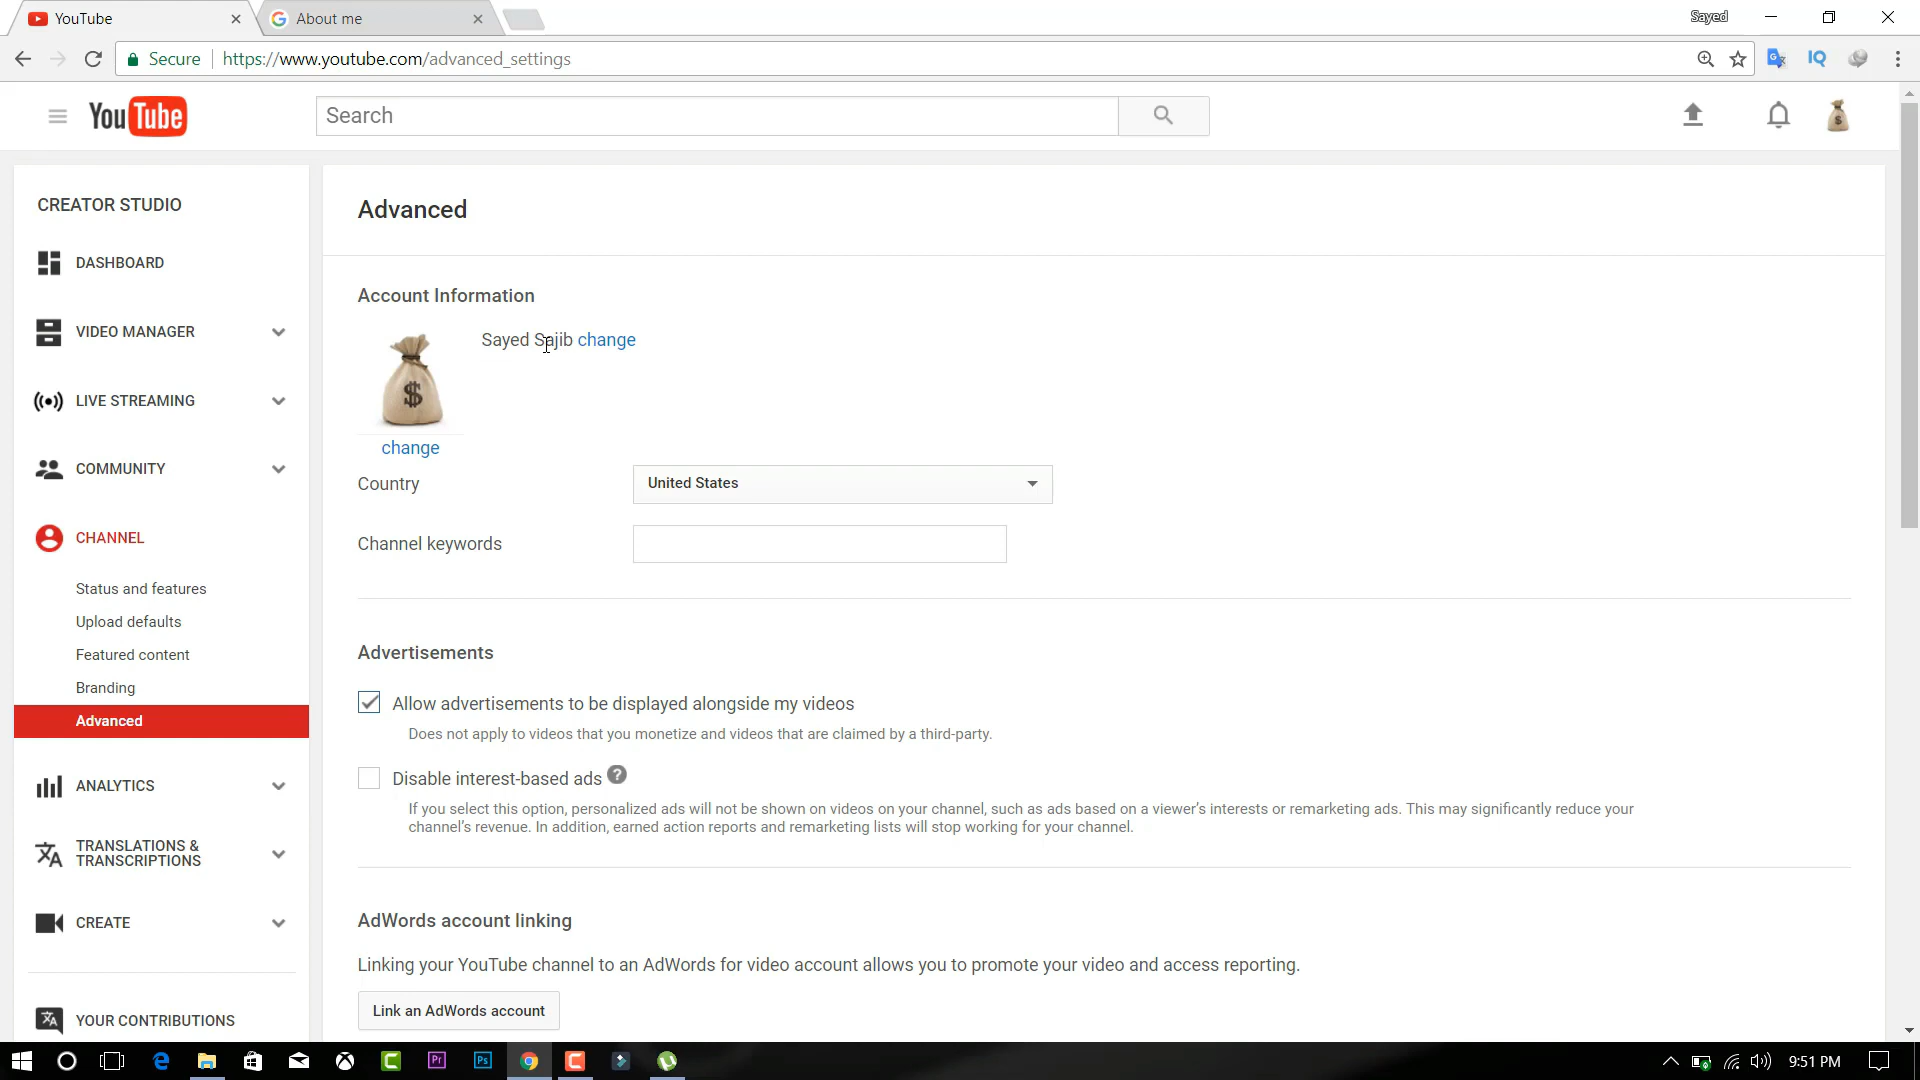 YouTube
About me
Sayed
Secure
https://www.youtube.com/advanced_settings
IQ
YouTube
Search
CREATOR STUDIO
DASHBOARD
VIDEO MANAGER
LIVE STREAMING
COMMUNITY
CHANNEL
Status and features
Upload defaults
Featured content
Branding
Advanced
ANALYTICS
TRANSLATIONS &
TRANSCRIPTIONS
CREATE
YOUR CONTRIBUTIONS
Advanced
Account Information
Sayed Sajib change
change
Country
United States
Channel keywords
Advertisements
Allow advertisements to be displayed alongside my videos
Does not apply to videos that you monetize and videos that are claimed by a third-party.
Disable interest-based ads
If you select this option, personalized ads will not be shown on videos on your channel, such as ads based on a viewer's interests or remarketing ads. This may significantly reduce your
channel's revenue. In addition, earned action reports and remarketing lists will stop working for your channel.
AdWords account linking
Linking your YouTube channel to an AdWords for video account allows you to promote your video and access reporting.
Link an AdWords account
Pr
Ps
9:51 PM